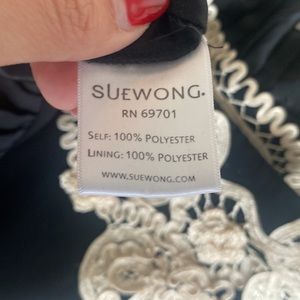 SUEWONG.
RN 69701
SELF: 100% POLYESTER
LINING: 100% POLYESTER
WWW.SUEWONG.COM